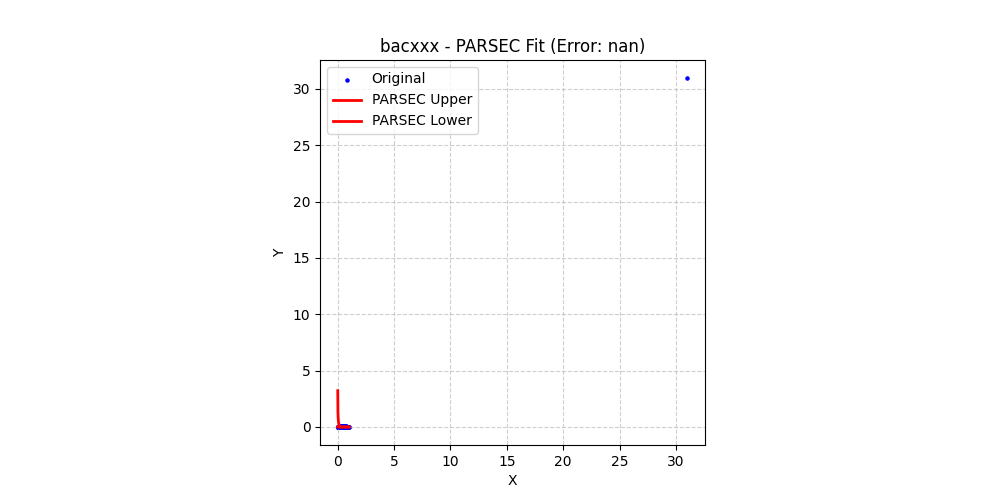 bacxxx - PARSEC Fit (Error: nan)
Original
PARSEC Upper
PARSEC Lower
30
25
20
15
10
5
0
Y
0 5 10 15 20 25 30
X